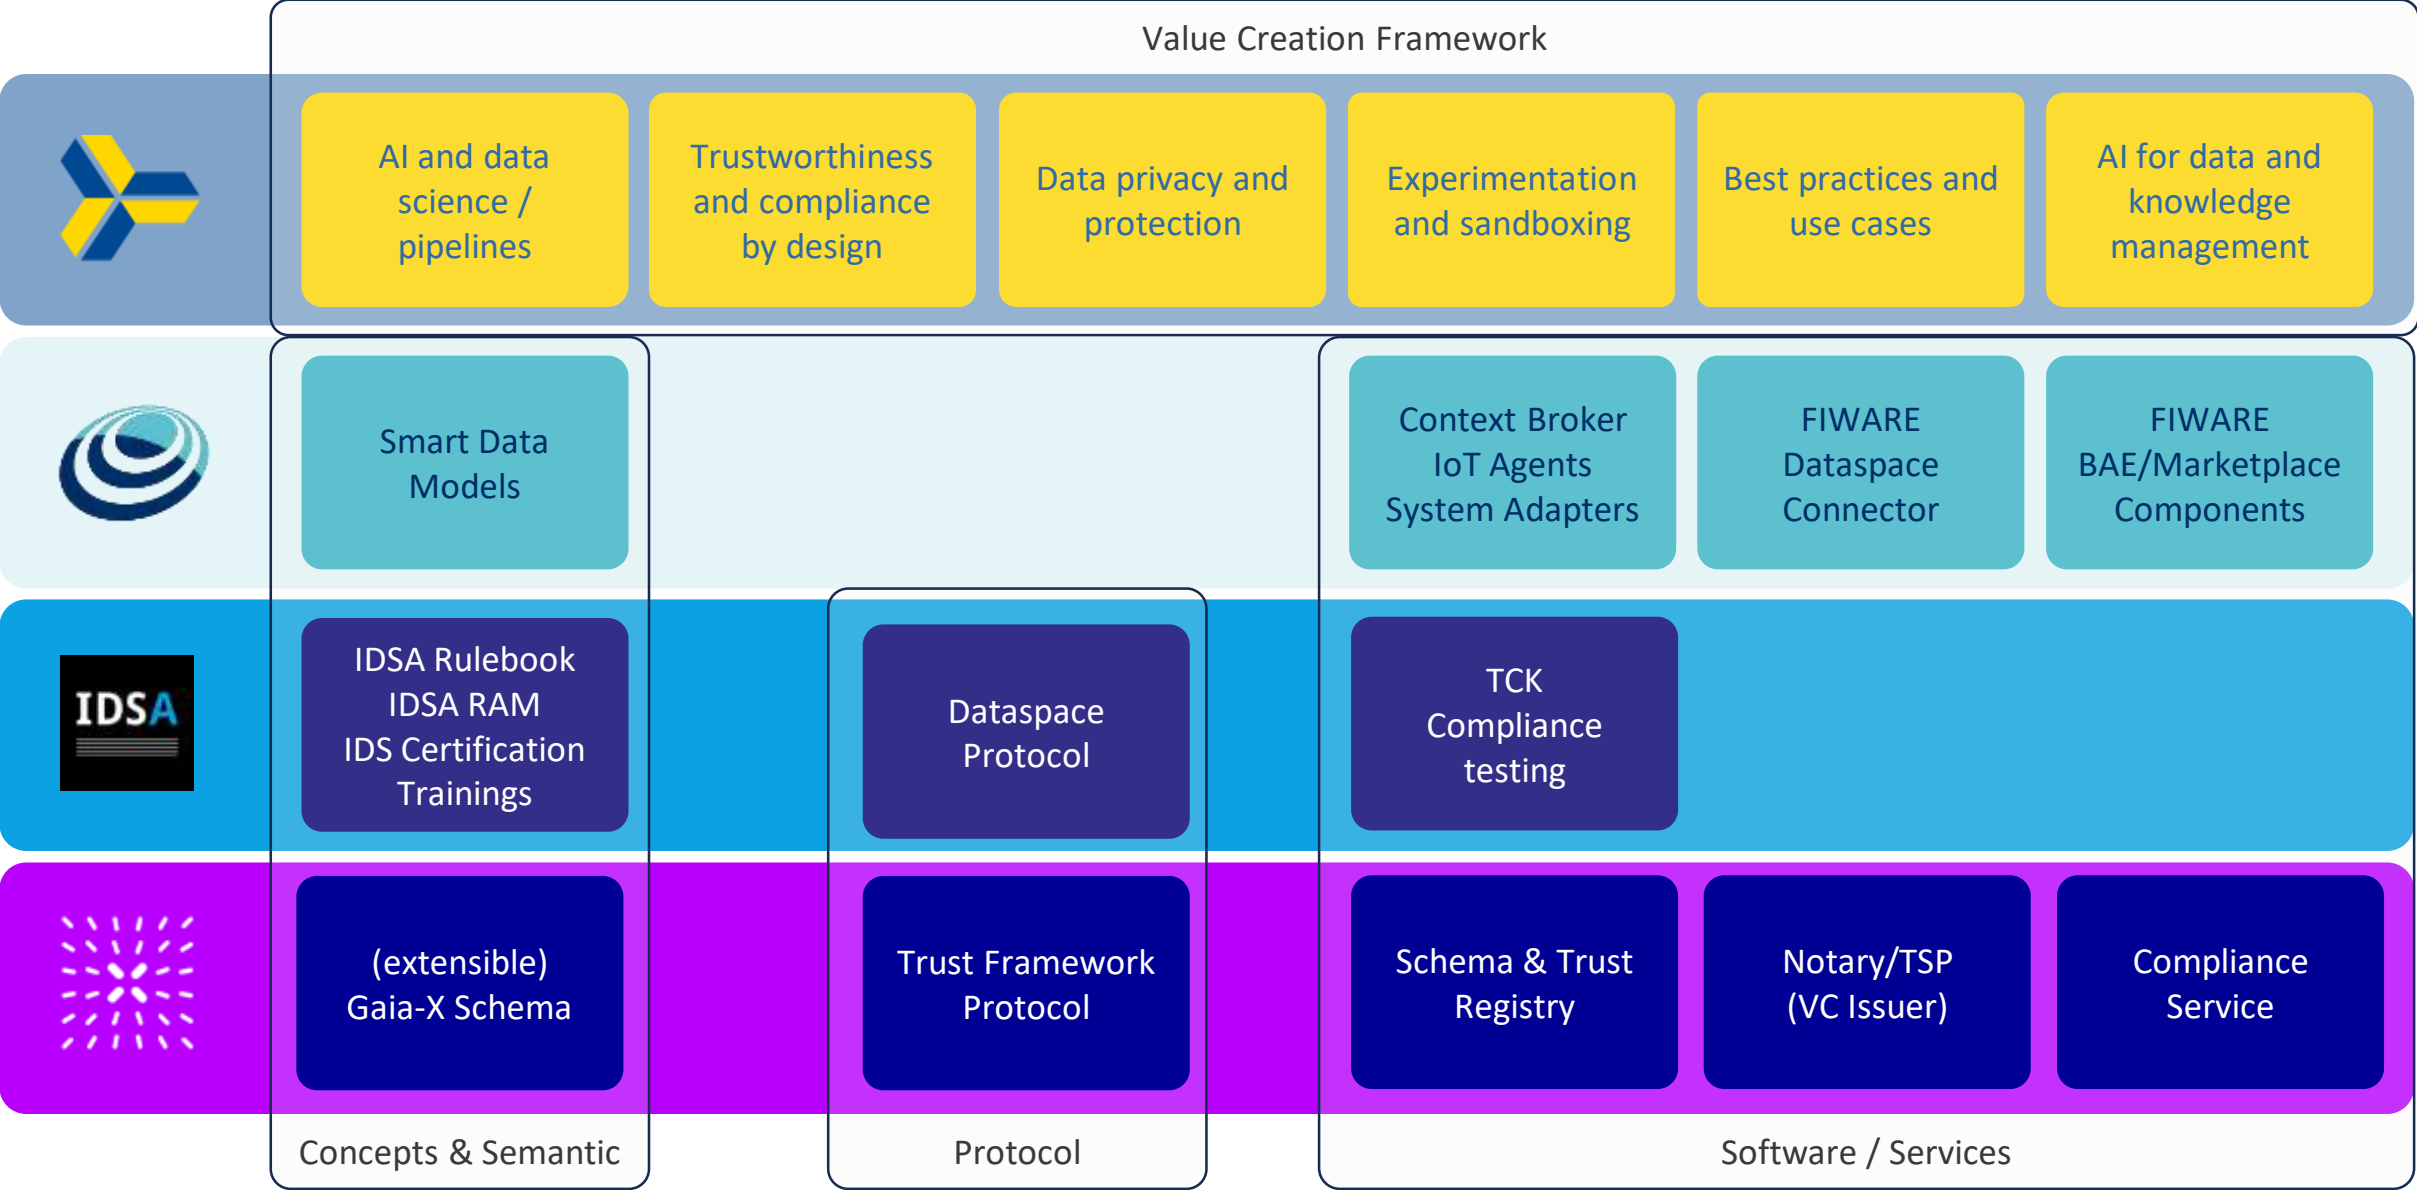 Value Creation Framework
AI and data
science /
pipelines
Trustworthiness
and compliance
by design
Data privacy and
protection
Experimentation
and sandboxing
Best practices and
use cases
AI for data and
knowledge
management
Smart Data
Models
Context Broker
IoT Agents
System Adapters
FIWARE
Dataspace
Connector
FIWARE
BAE/Marketplace
Components
IDSA
IDSA Rulebook
IDSA RAM
IDS Certification
Trainings
Dataspace
Protocol
TCK
Compliance
testing
(extensible)
Gaia-X Schema
Trust Framework
Protocol
Schema & Trust
Registry
Notary/TSP
(VC Issuer)
Compliance
Service
Concepts & Semantic
Protocol
Software / Services